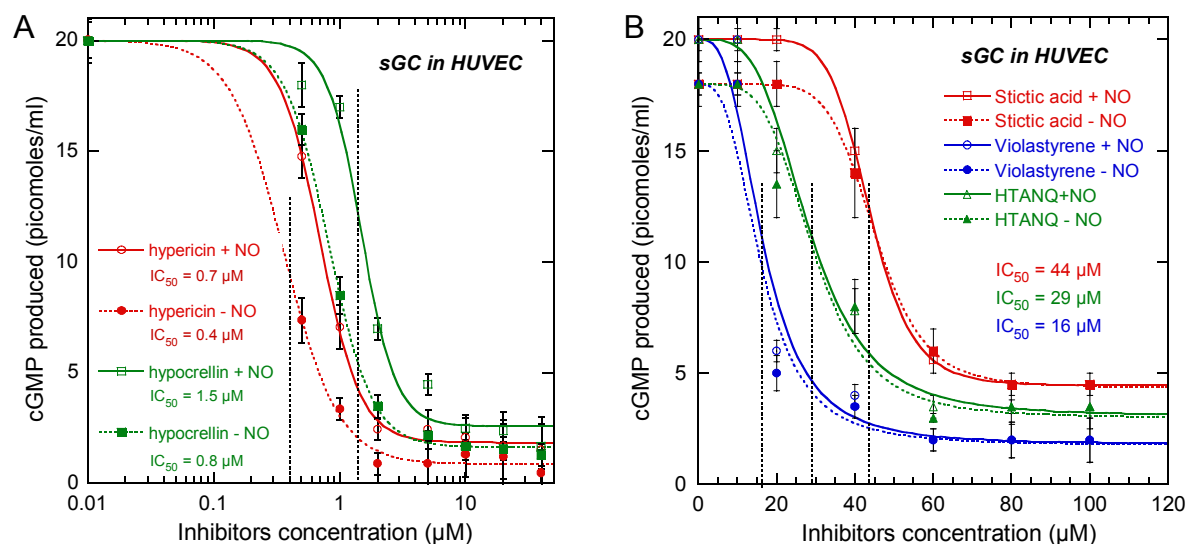 A
sGC in HUVEC
cGMP produced (picomoles/ml)
20
15
10
5
0
hypericin + NO
IC50 = 0.7 µM
hypericin - NO
IC50 = 0.4 µM
hypocrellin + NO
IC50 = 1.5 µM
hypocrellin - NO
IC50 = 0.8 µM
0.01
0.1
1
10
Inhibitors concentration (µM)
B
sGC in HUVEC
cGMP produced (picomoles/ml)
20
15
10
5
0
Stictic acid + NO
Stictic acid - NO
Violastyrene + NO
Violastyrene - NO
HTANQ+NO
HTANQ - NO
IC50 = 44 µM
IC50 = 29 µM
IC50 = 16 µM
0
20
40
60
80
100
120
Inhibitors concentration (µM)